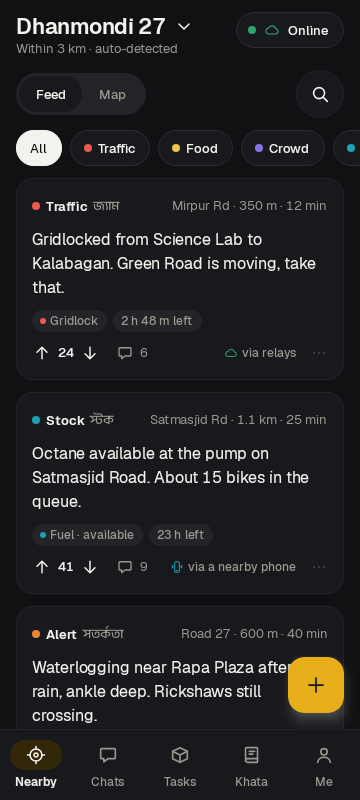 Dhanmondi 27
Online
Within 3 km · auto-detected
Feed
Map
All
Traffic
Food
Crowd
Traffic জ্যাম
Mirpur Rd · 350 m · 12 min
Gridlocked from Science Lab to
Kalabagan. Green Road is moving, take
that.
Gridlock
2 h 48 m left
24
6
via relays
Stock স্টক
Satmasjid Rd · 1.1 km · 25 min
Octane available at the pump on
Satmasjid Road. About 15 bikes in the
queue.
Fuel · available
23 h left
41
9
via a nearby phone
Alert সতর্কতা
Road 27 · 600 m · 40 min
Waterlogging near Rapa Plaza after
rain, ankle deep. Rickshaws still
crossing.
Nearby
Chats
Tasks
Khata
Me